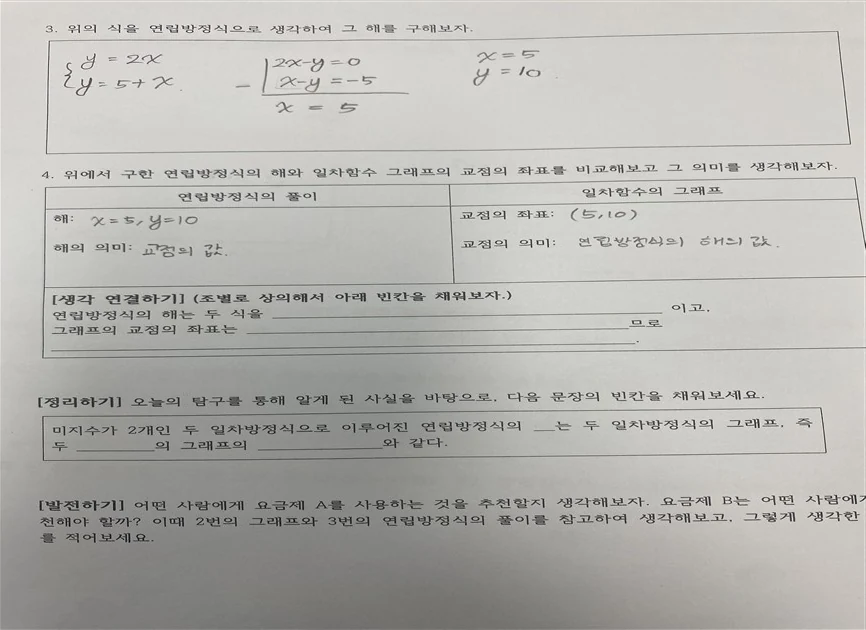 3. 위의 식을 연립방정식으로 생각하여 그 해를 구해보자.
y = 2x 2x-y=0 x=5
y=5+x - x-y=-5 y=10
x = 5
4. 위에서 구한 연립방정식의 해와 일차함수 그래프의 교점의 좌표를 비교해보고 그 의미를 생각해보자.
연립방정식의 풀이 일차함수의 그래프
해: x=5, y=10 교점의 좌표: (5,10)
해의 의미: 교점의 값. 교점의 의미: 연립방정식의 해의 값.
[생각 연결하기] (조별로 상의해서 아래 빈칸을 채워보자.)
연립방정식의 해는 두 식을 ____ 이고,
그래프의 교점의 좌표는 ____므로
____.
[정리하기] 오늘의 탐구를 통해 알게 된 사실을 바탕으로, 다음 문장의 빈칸을 채워보세요.
미지수가 2개인 두 일차방정식으로 이루어진 연립방정식의 __는 두 일차방정식의 그래프, 즉
두 ____의 그래프의 ____와 같다.
[발전하기] 어떤 사람에게 요금제 A를 사용하는 것을 추천할지 생각해보자. 요금제 B는 어떤 사람에게
천해야 할까? 이때 2번의 그래프와 3번의 연립방정식의 풀이를 참고하여 생각해보고, 그렇게 생각한
를 적어보세요.